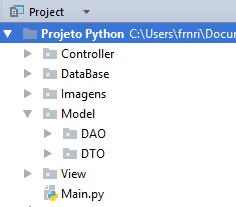 Project
Projeto Python C:\Users\frnri\Docu
Controller
DataBase
Imagens
Model
DAO
DTO
View
Main.py